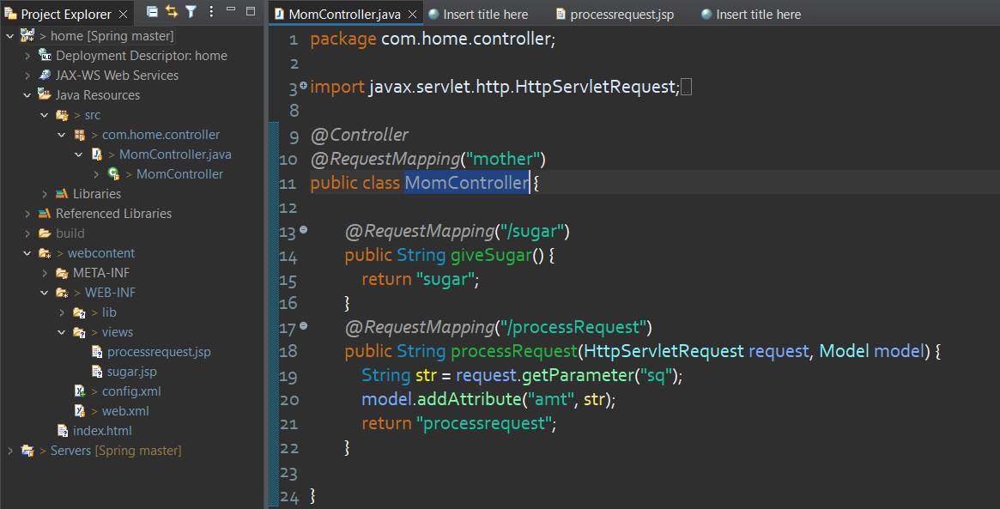 Project Explorer
> home [Spring master]
> Deployment Descriptor: home
JAX-WS Web Services
Java Resources
> src
> com.home.controller
> MomController.java
> MomController
Libraries
Referenced Libraries
build
> webcontent
META-INF
> WEB-INF
> lib
> views
processrequest.jsp
sugar.jsp
> config.xml
> web.xml
index.html
> Servers [Spring master]
MomController.java Insert title here processrequest.jsp Insert title here
1 package com.home.controller;
2
3 import javax.servlet.http.HttpServletRequest;
8
9 @Controller
10 @RequestMapping("mother")
11 public class MomController{
12
13 @RequestMapping("/sugar")
14 public String giveSugar() {
15 return "sugar";
16 }
17 @RequestMapping("/processRequest")
18 public String processRequest(HttpServletRequest request, Model model) {
19 String str = request.getParameter("sq");
20 model.addAttribute("amt", str);
21 return "processrequest";
22 }
23
24 }